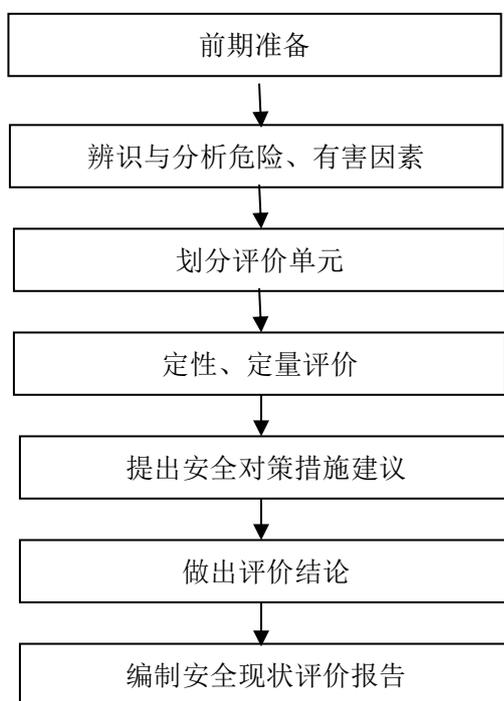 前期准备
辨识与分析危险、有害因素
划分评价单元
定性、定量评价
提出安全对策措施建议
做出评价结论
编制安全现状评价报告